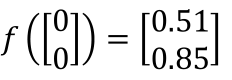 f([0 0]) = [0.51 0.85]